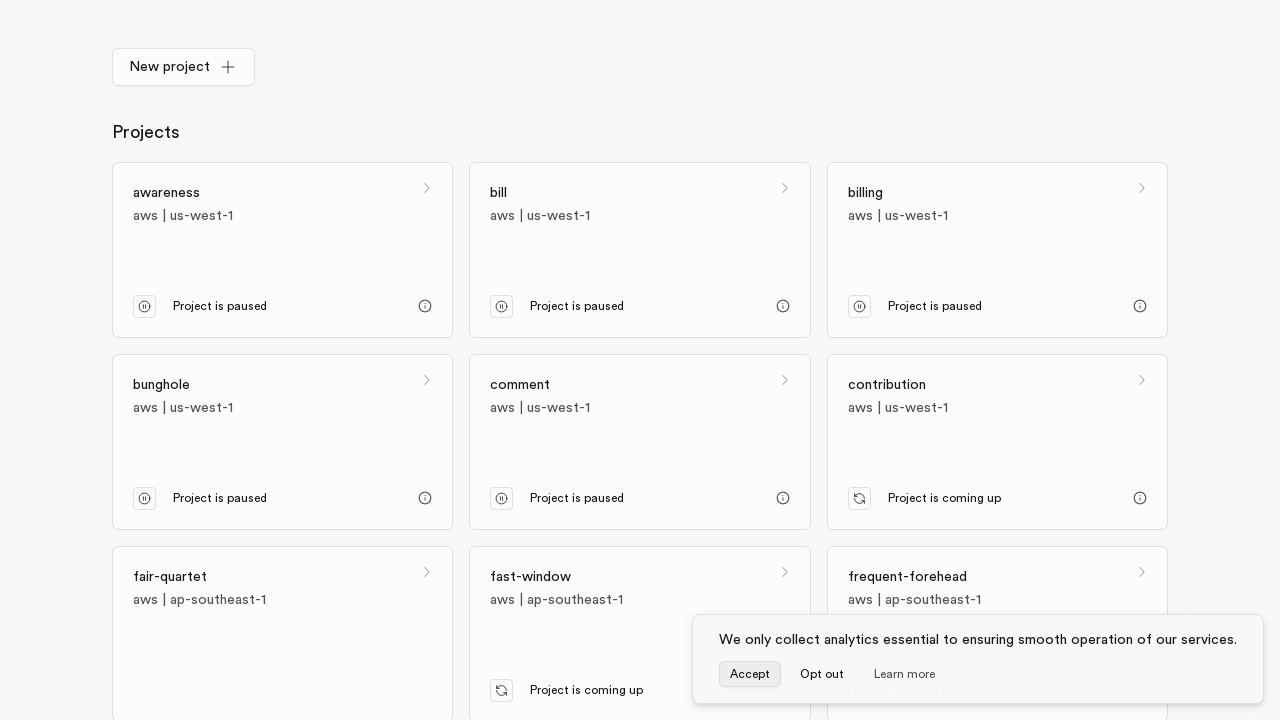 New project
Projects
awareness
aws | us-west-1
Project is paused
bill
aws | us-west-1
Project is paused
billing
aws | us-west-1
Project is paused
bunghole
aws | us-west-1
Project is paused
comment
aws | us-west-1
Project is paused
contribution
aws | us-west-1
Project is coming up
fair-quartet
aws | ap-southeast-1
fast-window
aws | ap-southeast-1
Project is coming up
frequent-forehead
aws | ap-southeast-1
We only collect analytics essential to ensuring smooth operation of our services.
Accept
Opt out
Learn more